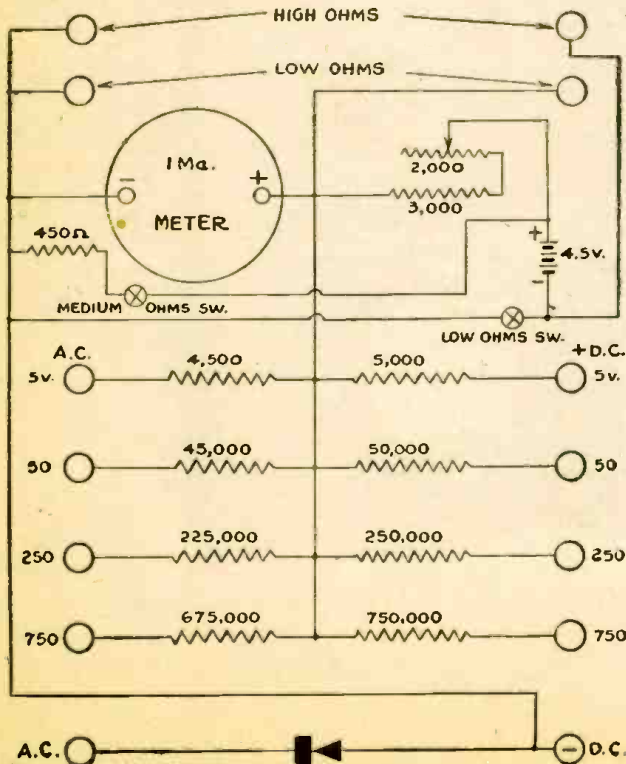 HIGH OHMS
LOW OHMS
1 Ma.
- +
METER
2,000
3,000
450Ω
+
4.5v.
-
MEDIUM OHMS SW.
LOW OHMS SW.
A.C. + D.C.
5v. 4,500 5,000 5v.
50 45,000 50,000 50
250 225,000 250,000 250
750 675,000 750,000 750
A.C. - D.C.